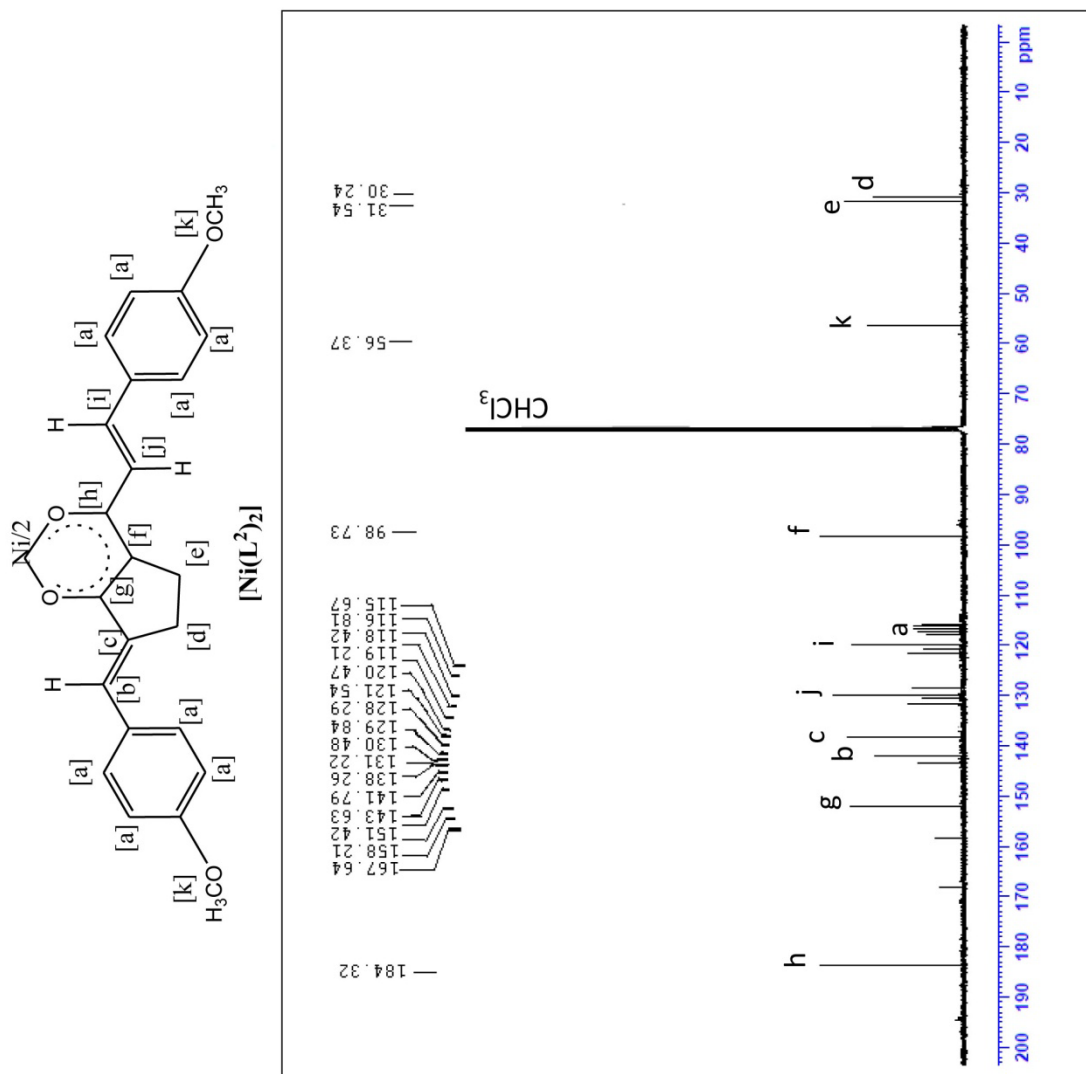 Ni/2
O
O
H
H
H
[a]
[a]
[a]
[a]
[b]
[c]
[d]
[e]
[f]
[g]
[h]
[i]
[j]
[a]
[a]
[a]
[a]
[k]
OCH3
[k]
H3CO
[Ni(L²)2]
184.32
167.64
158.21
151.42
143.63
141.79
138.26
131.22
130.48
129.84
128.29
121.54
120.47
119.21
118.42
116.81
115.67
98.73
56.37
31.54
30.24
h
g
b
c
j
i
a
f
CHCl3
k
e
d
200
190
180
170
160
150
140
130
120
110
100
90
80
70
60
50
40
30
20
10
ppm